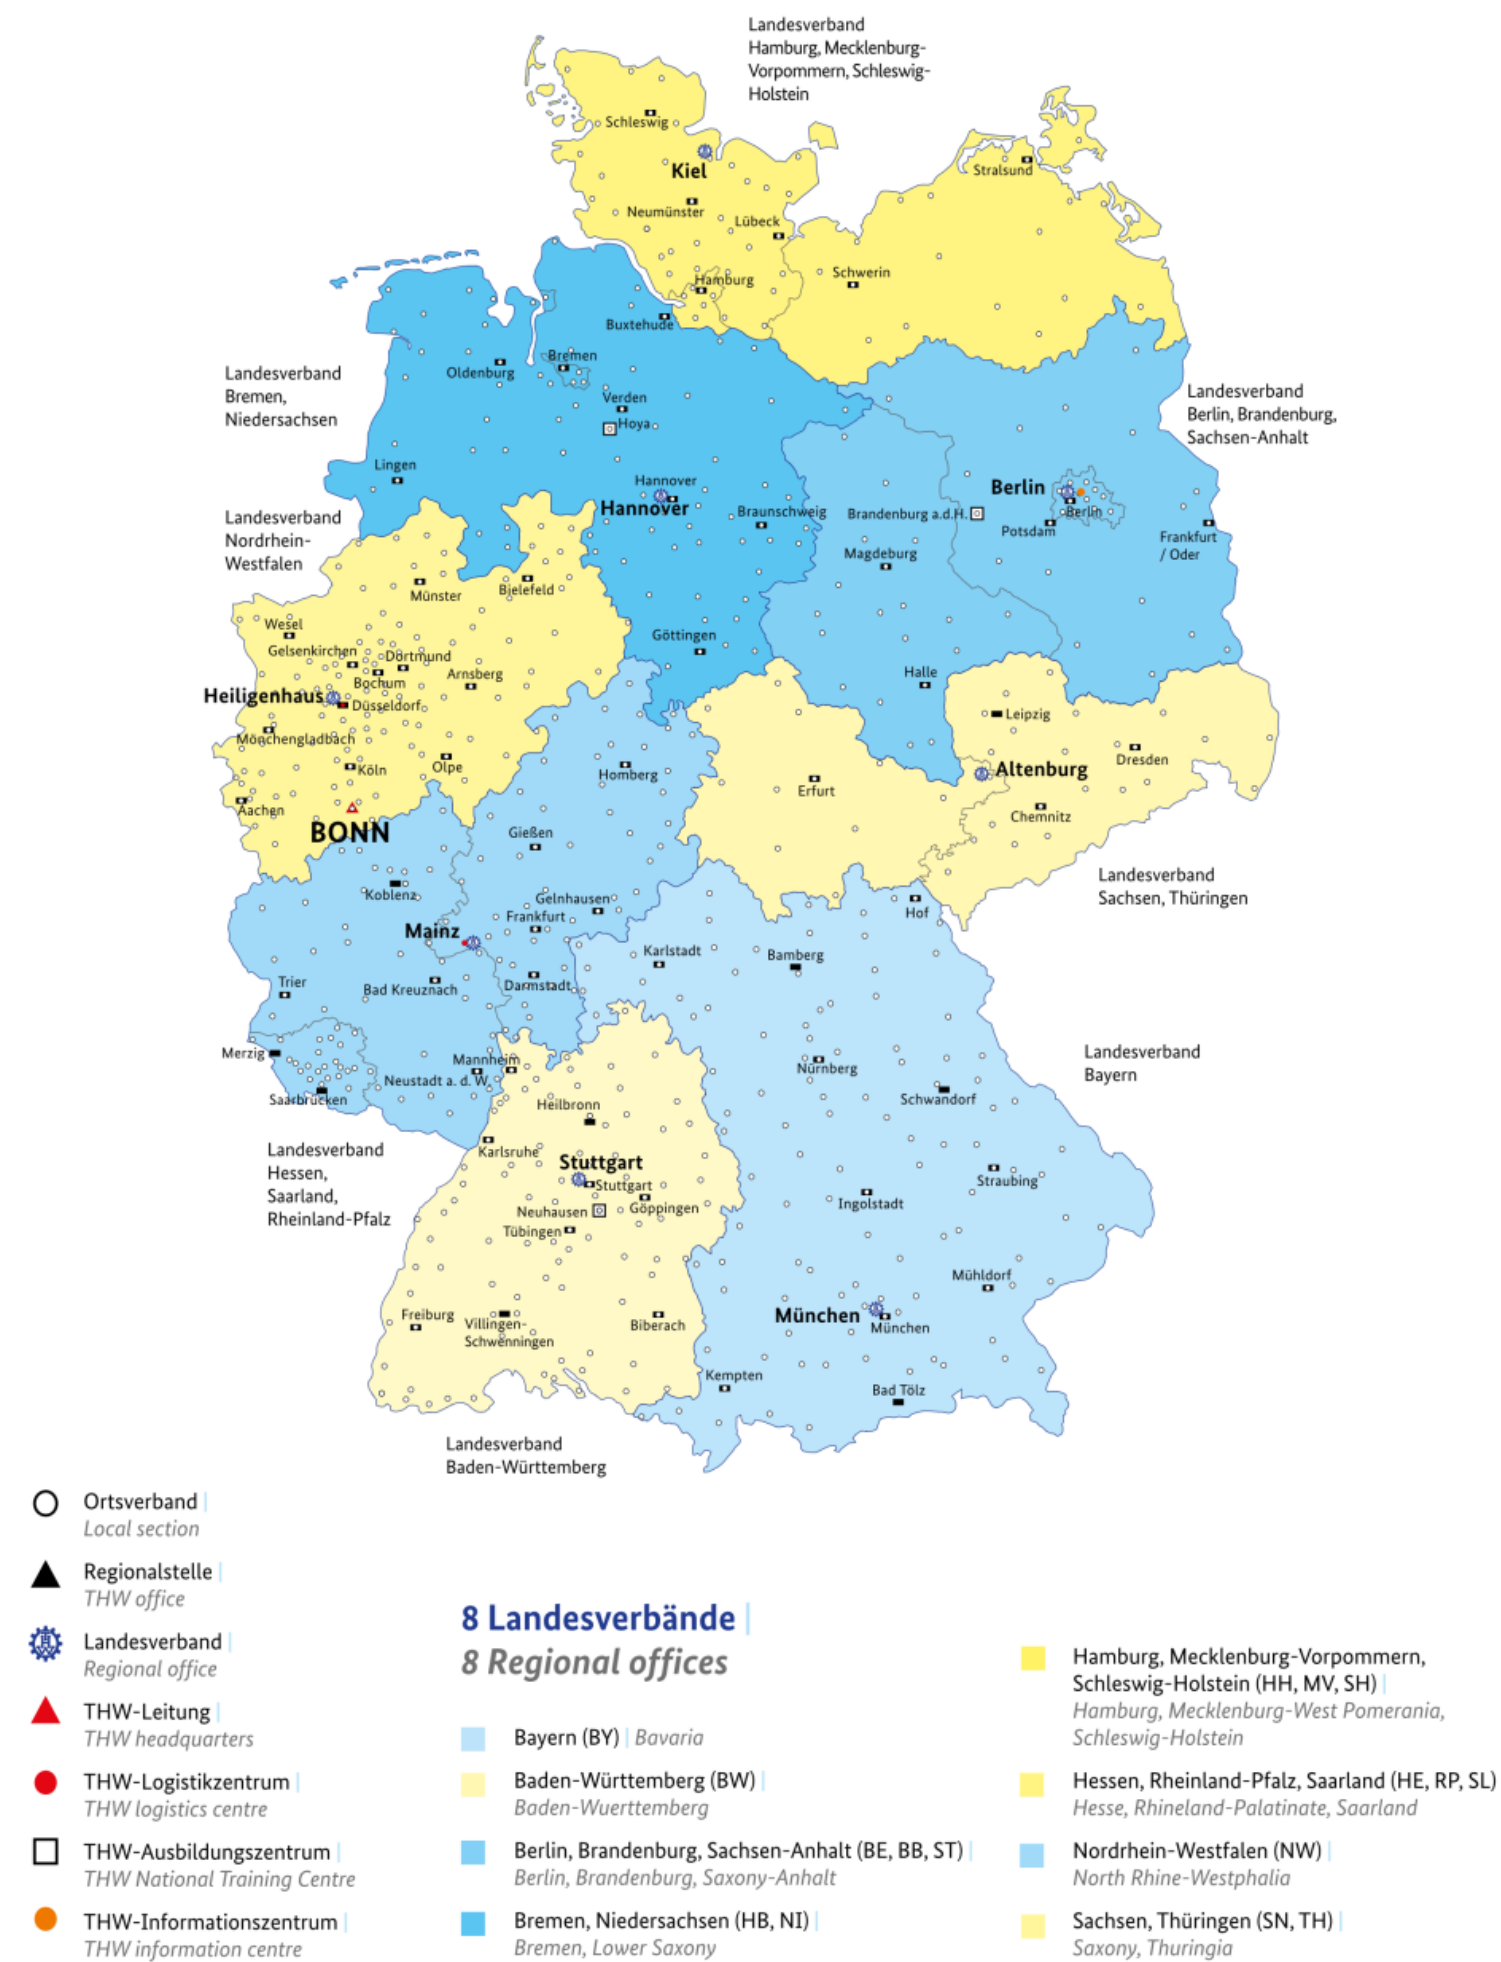 Landesverband
Hamburg, Mecklenburg-
Vorpommern, Schleswig-
Holstein
Schleswig
Kiel
Stralsund
Neumünster
Lübeck
Schwerin
Hamburg
Buxtehude
Landesverband
Bremen,
Niedersachsen
Oldenburg
Bremen
Verden
Hoya
Landesverband
Berlin, Brandenburg,
Sachsen-Anhalt
Lingen
Hannover
Hannover
Braunschweig
Berlin
Berlin
Brandenburg a.d.H.
Potsdam
Frankfurt
/ Oder
Magdeburg
Landesverband
Nordrhein-
Westfalen
Münster
Bielefeld
Wesel
Gelsenkirchen
Dortmund
Bochum
Arnsberg
Göttingen
Halle
Heiligenhaus
Düsseldorf
Mönchengladbach
Köln
Olpe
Aachen
BONN
Homberg
Leipzig
Altenburg
Dresden
Erfurt
Chemnitz
Gießen
Landesverband
Sachsen, Thüringen
Koblenz
Gelnhausen
Frankfurt
Hof
Mainz
Karlstadt
Bamberg
Trier
Bad Kreuznach
Darmstadt
Merzig
Mannheim
Neustadt a. d. W.
Saarbrücken
Nürnberg
Landesverband
Bayern
Heilbronn
Schwandorf
Landesverband
Hessen,
Saarland,
Rheinland-Pfalz
Karlsruhe
Stuttgart
Stuttgart
Neuhausen
Göppingen
Tübingen
Ingolstadt
Straubing
Mühldorf
Freiburg
Villingen-
Schwenningen
Biberach
München
München
Kempten
Bad Tölz
Landesverband
Baden-Württemberg
Ortsverband
Local section
Regionalstelle
THW office
Landesverband
Regional office
THW-Leitung
THW headquarters
THW-Logistikzentrum
THW logistics centre
THW-Ausbildungszentrum
THW National Training Centre
THW-Informationszentrum
THW information centre
8 Landesverbände
8 Regional offices
Bayern (BY) | Bavaria
Baden-Württemberg (BW)
Baden-Wuerttemberg
Berlin, Brandenburg, Sachsen-Anhalt (BE, BB, ST)
Berlin, Brandenburg, Saxony-Anhalt
Bremen, Niedersachsen (HB, NI)
Bremen, Lower Saxony
Hamburg, Mecklenburg-Vorpommern,
Schleswig-Holstein (HH, MV, SH)
Hamburg, Mecklenburg-West Pomerania,
Schleswig-Holstein
Hessen, Rheinland-Pfalz, Saarland (HE, RP, SL)
Hesse, Rhineland-Palatinate, Saarland
Nordrhein-Westfalen (NW)
North Rhine-Westphalia
Sachsen, Thüringen (SN, TH)
Saxony, Thuringia